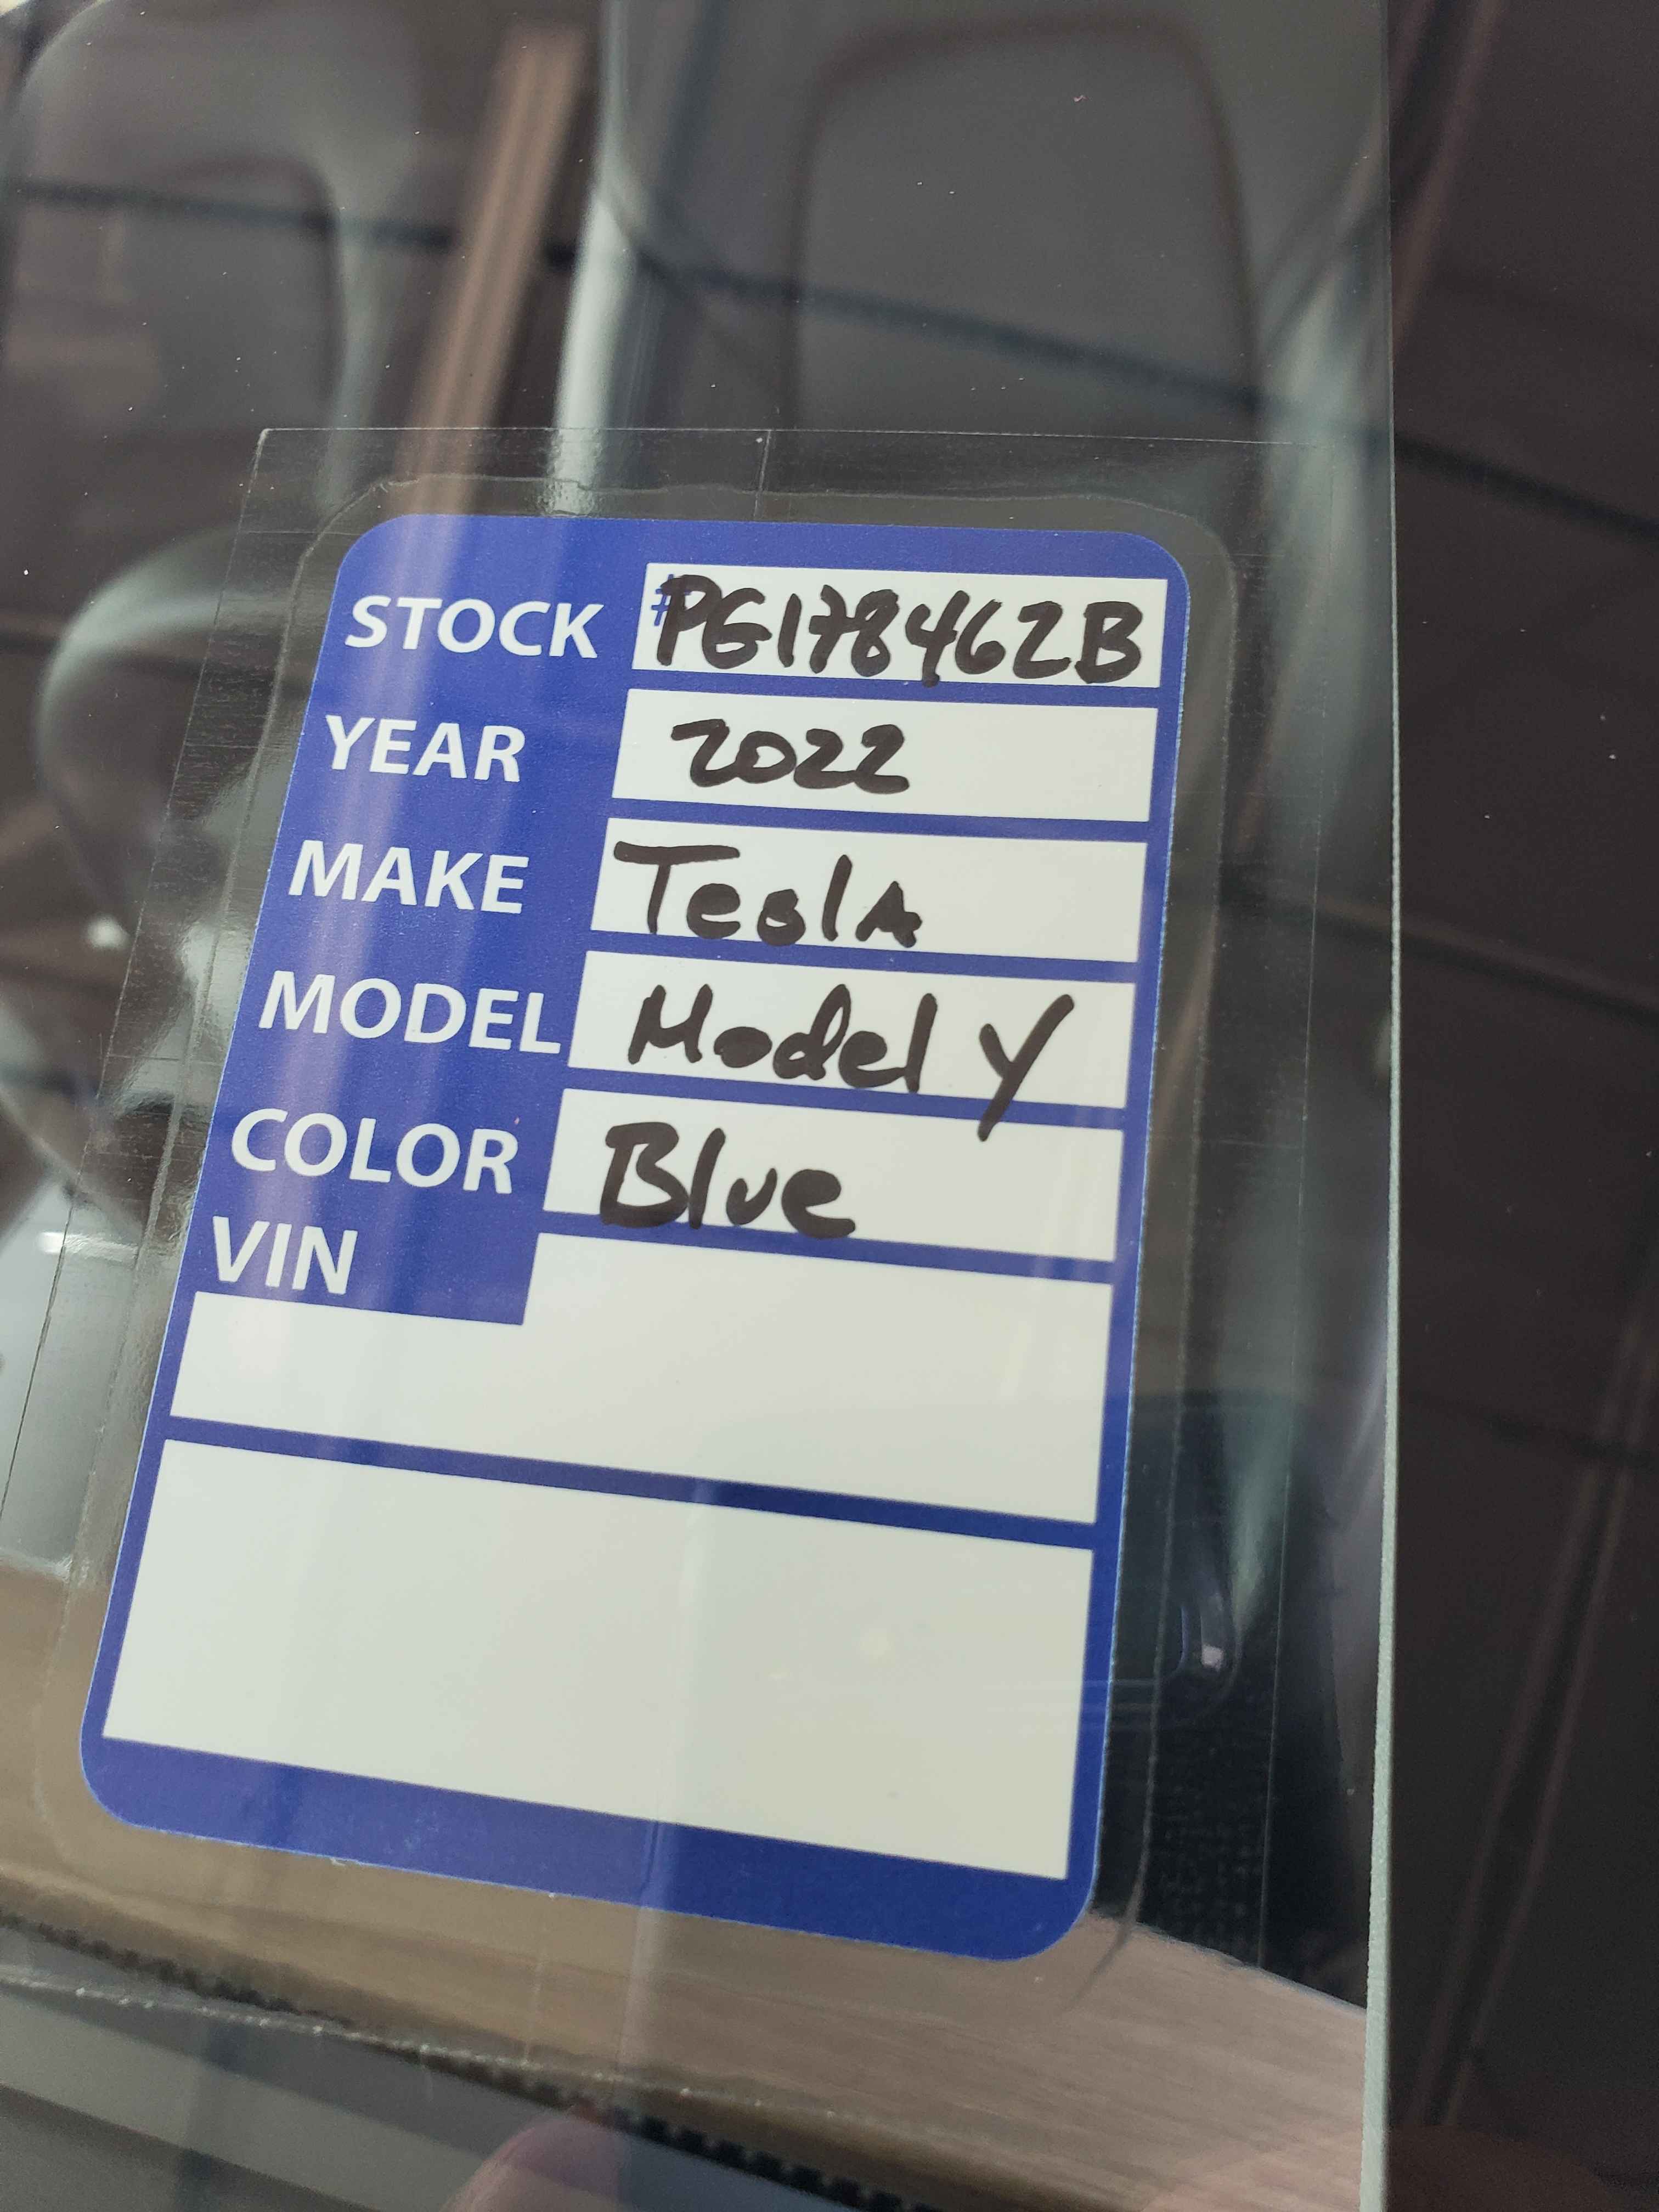 STOCK #PG178462B
YEAR 2022
MAKE Tesla
MODEL Model Y
COLOR Blue
VIN